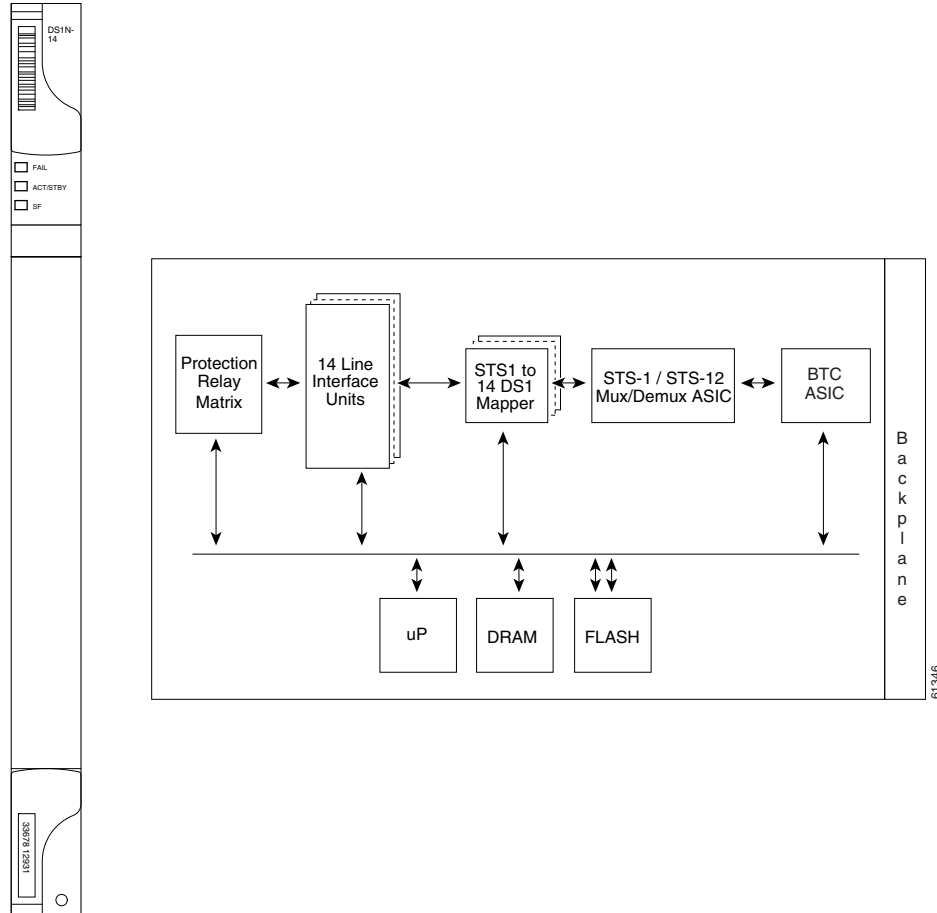 DS1N-
14
FAIL
ACT/STBY
SF
33678 12931
Protection
Relay
Matrix
14 Line
Interface
Units
STS1 to
14 DS1
Mapper
STS-1 / STS-12
Mux/Demux ASIC
BTC
ASIC
uP
DRAM
FLASH
Backplane
61346